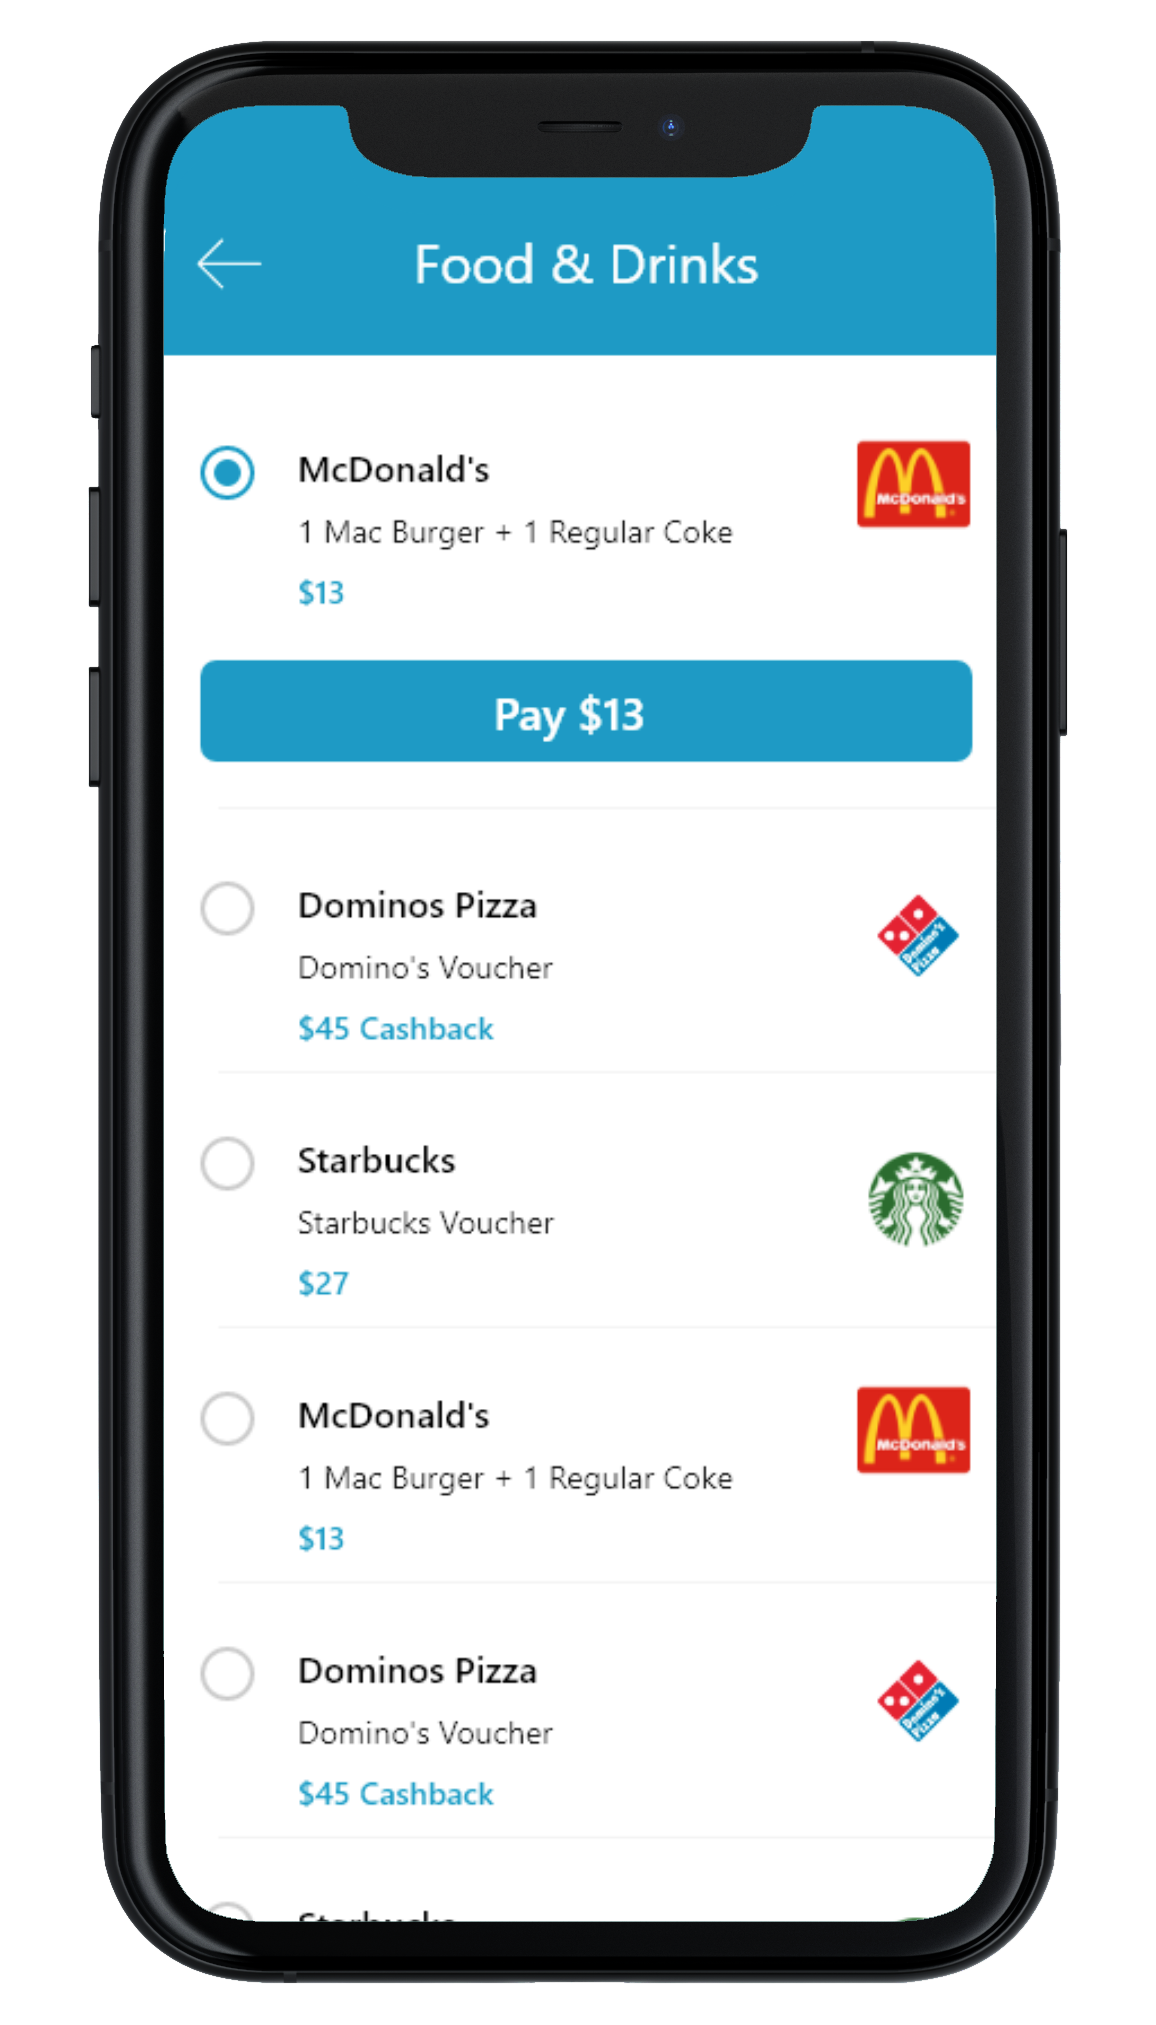 Food & Drinks
McDonald's
McDonald's
1 Mac Burger + 1 Regular Coke
$13
Pay $13
Dominos Pizza
Domino's
Pizza
Domino's Voucher
$45 Cashback
Starbucks
Starbucks Voucher
$27
McDonald's
McDonald's
1 Mac Burger + 1 Regular Coke
$13
Dominos Pizza
Domino's
Pizza
Domino's Voucher
$45 Cashback
Starbucks